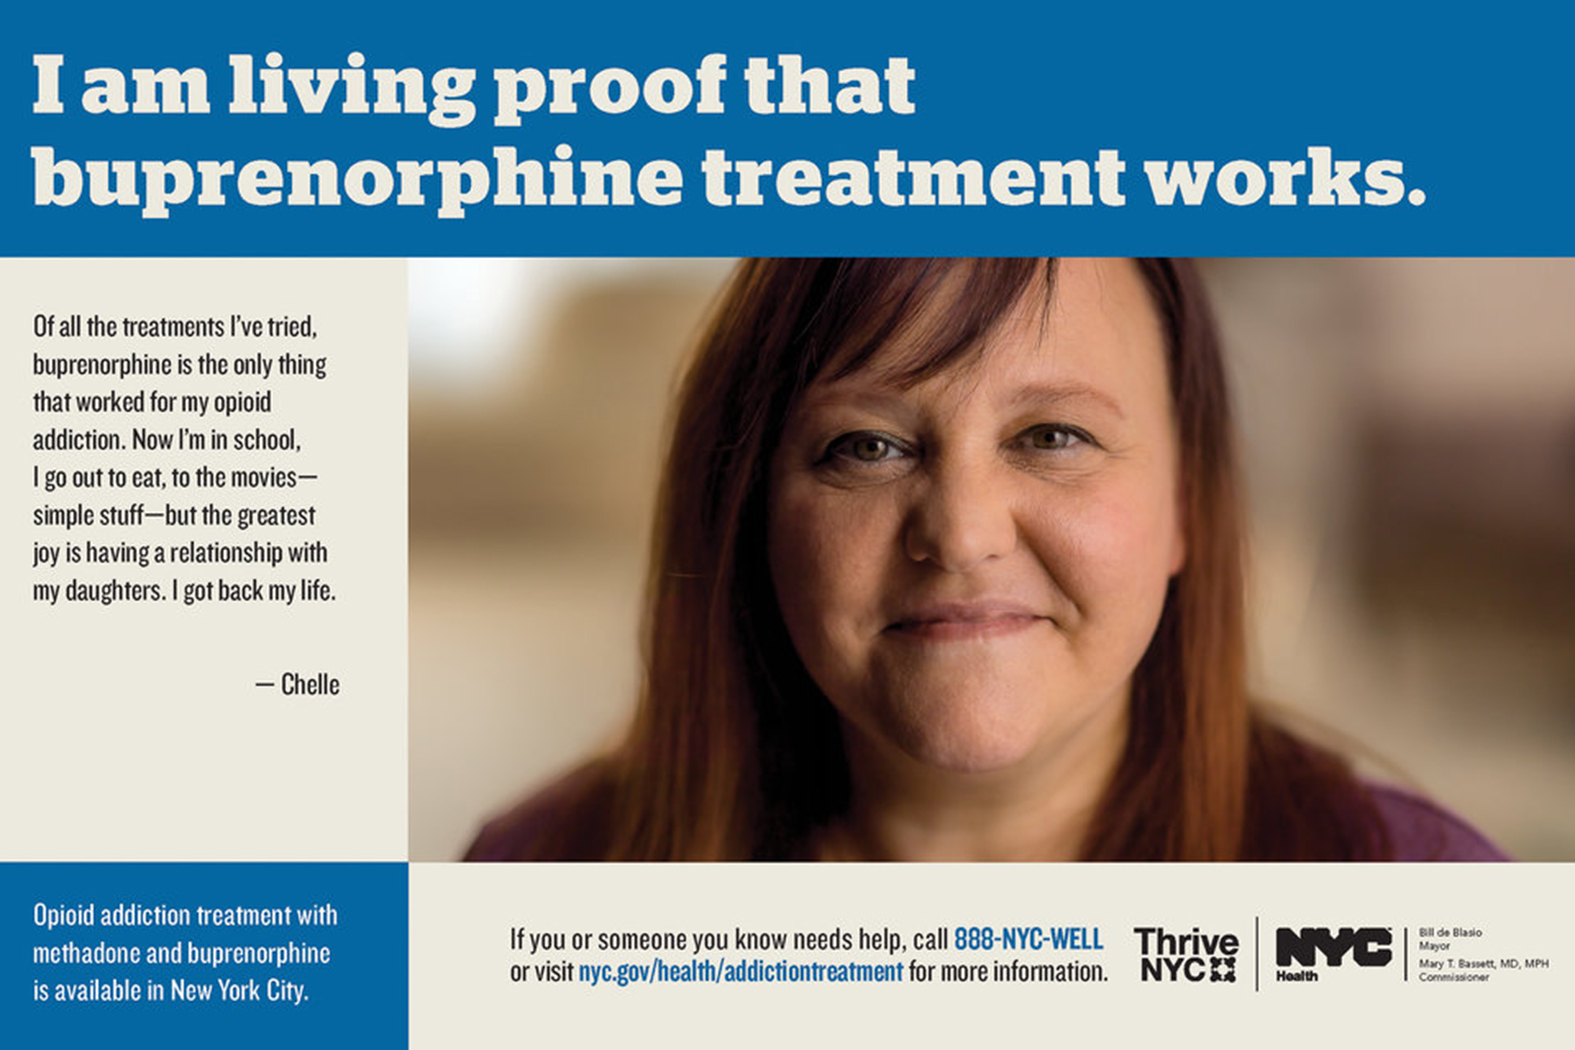 I am living proof that
buprenorphine treatment works.
Of all the treatments I've tried,
buprenorphine is the only thing
that worked for my opioid
addiction. Now I'm in school,
I go out to eat, to the movies—
simple stuff—but the greatest
joy is having a relationship with
my daughters. I got back my life.
— Chelle
Opioid addiction treatment with
methadone and buprenorphine
is available in New York City.
If you or someone you know needs help, call 888-NYC-WELL
or visit nyc.gov/health/addictiontreatment for more information.
Thrive
NYC
NYC
Health
Bill de Blasio
Mayor
Mary T. Bassett, MD, MPH
Commissioner